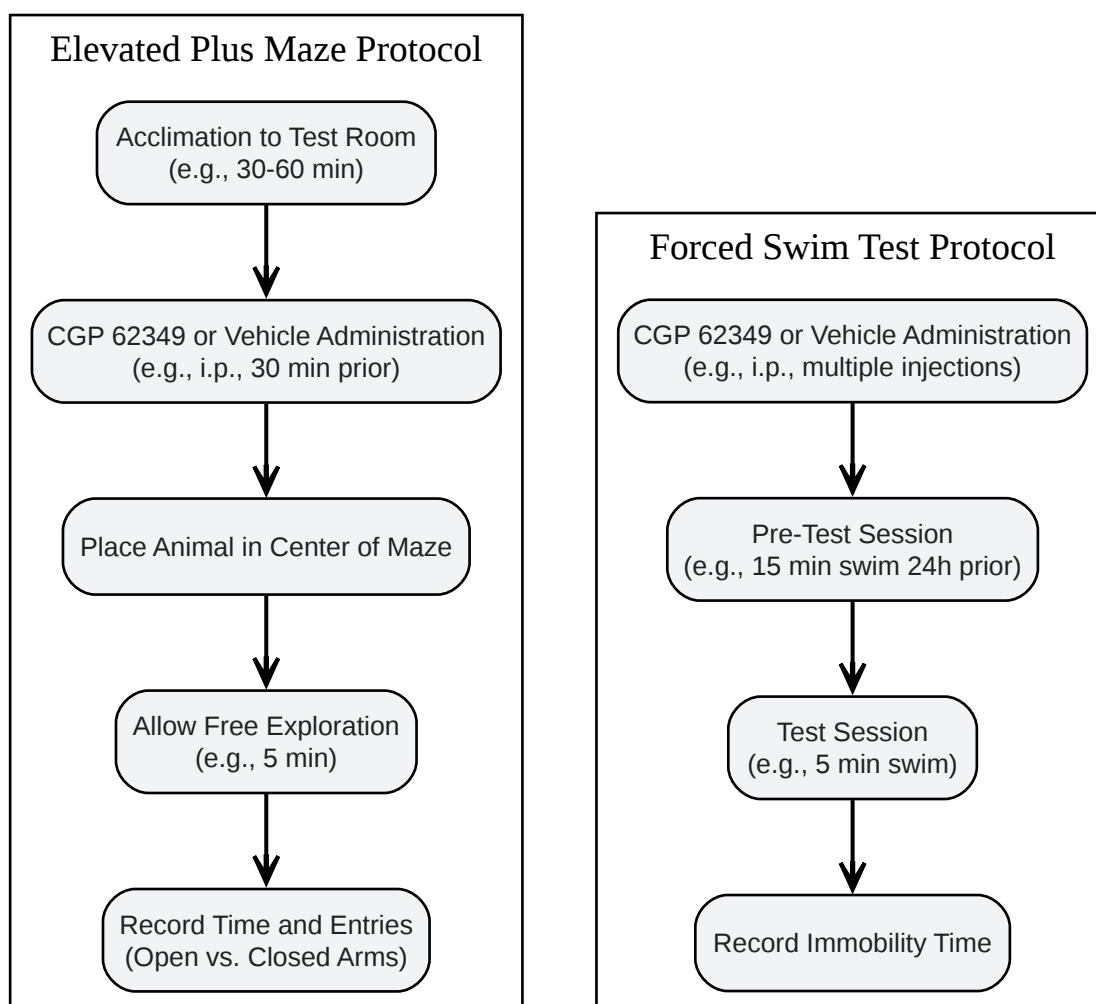 Elevated Plus Maze Protocol
Acclimation to Test Room
(e.g., 30-60 min)
CGP 62349 or Vehicle Administration
(e.g., i.p., 30 min prior)
Place Animal in Center of Maze
Allow Free Exploration
(e.g., 5 min)
Record Time and Entries
(Open vs. Closed Arms)
Forced Swim Test Protocol
CGP 62349 or Vehicle Administration
(e.g., i.p., multiple injections)
Pre-Test Session
(e.g., 15 min swim 24h prior)
Test Session
(e.g., 5 min swim)
Record Immobility Time